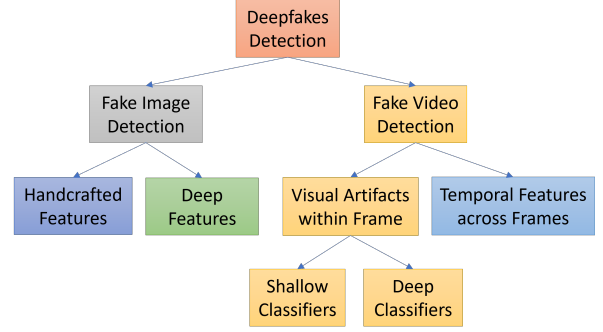 Deepfakes
Detection
Fake Image
Detection
Fake Video
Detection
Handcrafted
Features
Deep
Features
Visual Artifacts
within Frame
Temporal Features
across Frames
Shallow
Classifiers
Deep
Classifiers